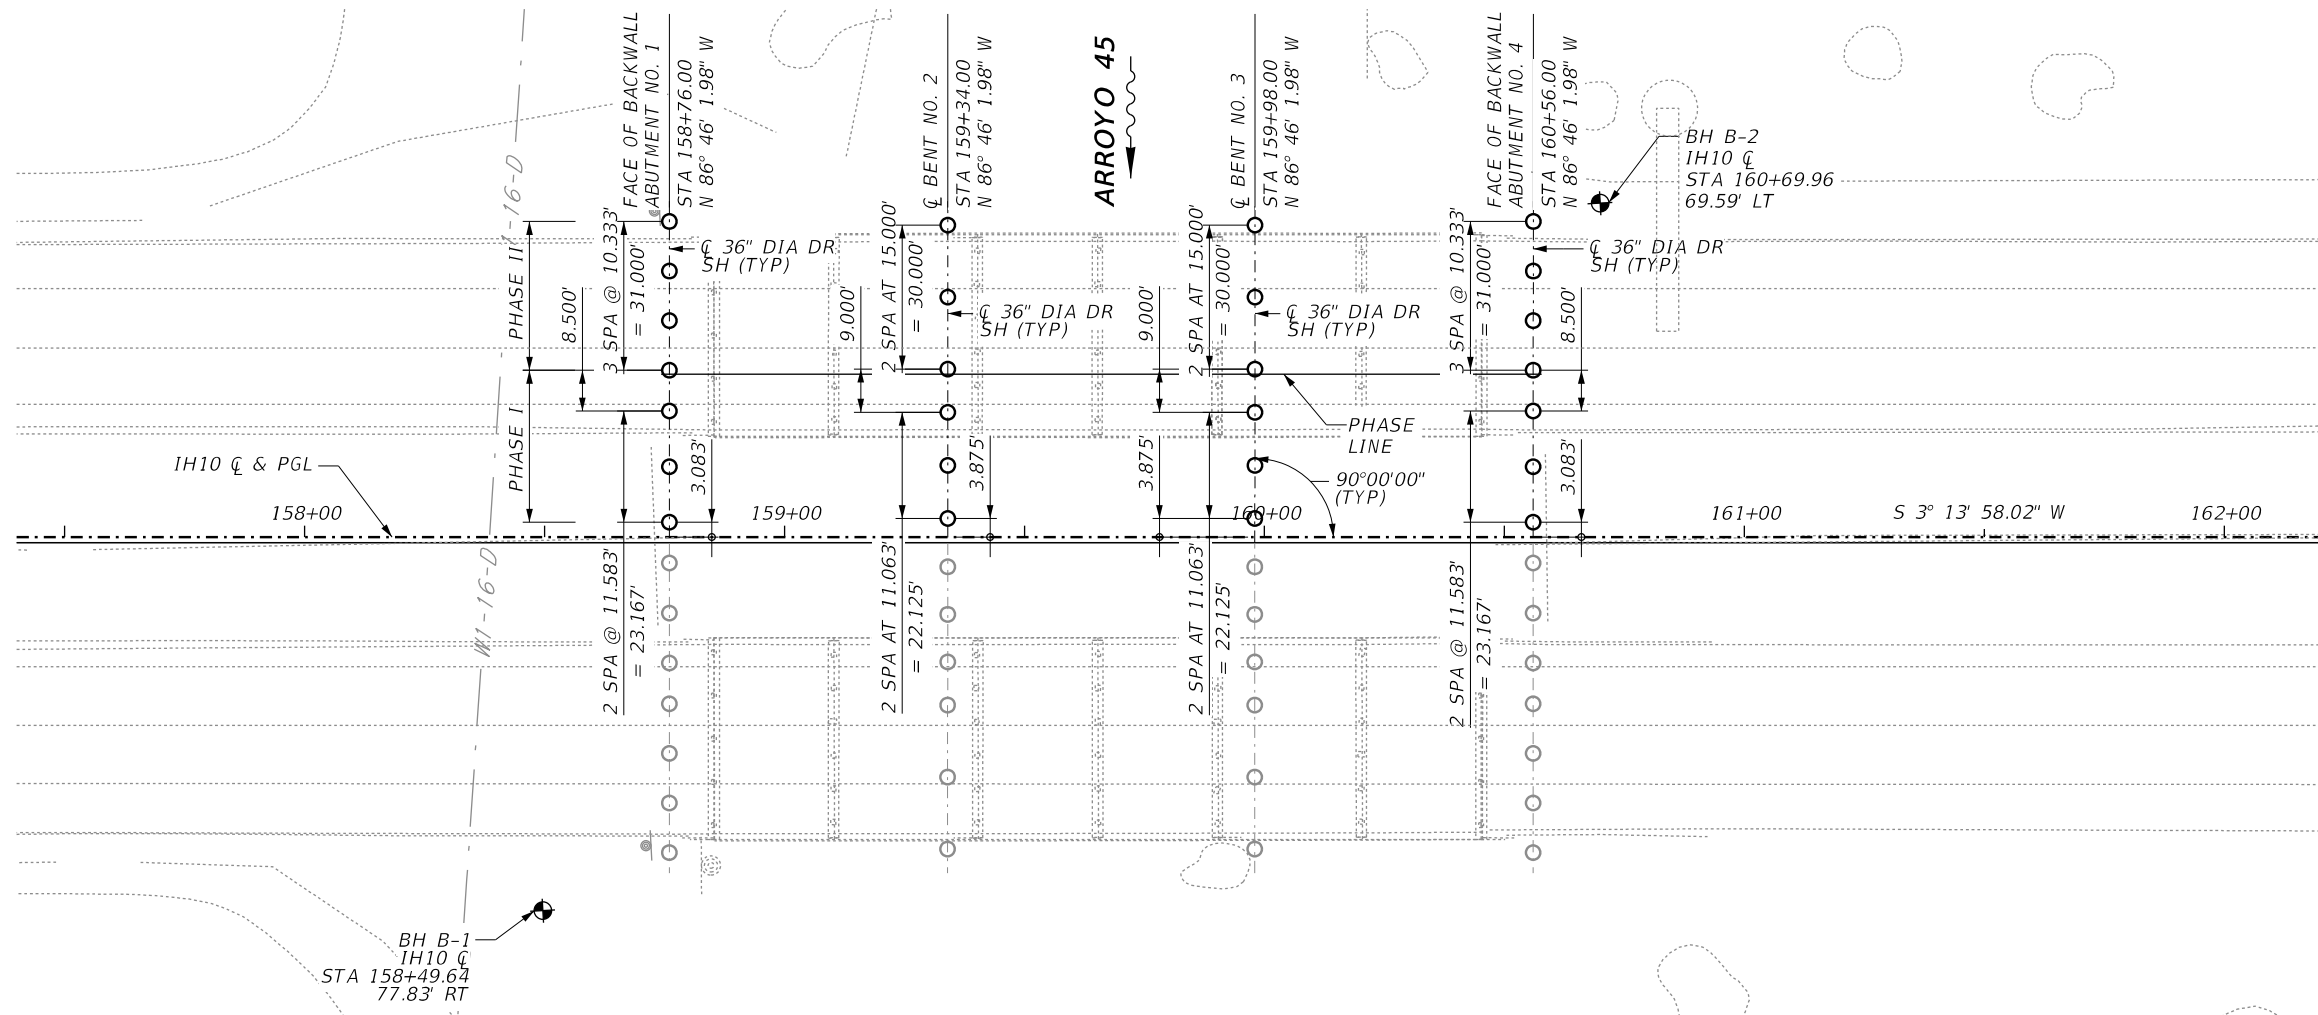 FACE OF BACKWALL
ABUTMENT NO. 1
STA 158+76.00
N 86° 46' 1.98" W
℄ BENT NO. 2
STA 159+34.00
N 86° 46' 1.98" W
ARROYO 45
℄ BENT NO. 3
STA 159+98.00
N 86° 46' 1.98" W
FACE OF BACKWALL
ABUTMENT NO. 4
STA 160+56.00
N 86° 46' 1.98" W
BH B-2
IH10 ℄
STA 160+69.96
69.59' LT
W1-16-D
PHASE II
8.500'
3 SPA @ 10.333'
= 31.000'
℄ 36" DIA DR
SH (TYP)
9.000'
2 SPA AT 15.000'
= 30.000'
℄ 36" DIA DR
SH (TYP)
9.000'
2 SPA AT 15.000'
= 30.000'
℄ 36" DIA DR
SH (TYP)
3 SPA @ 10.333'
= 31.000'
℄ 36" DIA DR
SH (TYP)
8.500'
PHASE I
PHASE
LINE
IH10 ℄ & PGL
3.083'
3.875'
3.875'
90°00'00"
(TYP)
3.083'
158+00
159+00
160+00
161+00
S 3° 13' 58.02" W
162+00
W1-16-D
2 SPA @ 11.583'
= 23.167'
2 SPA AT 11.063'
= 22.125'
2 SPA AT 11.063'
= 22.125'
2 SPA @ 11.583'
= 23.167'
BH B-1
IH10 ℄
STA 158+49.64
77.83' RT